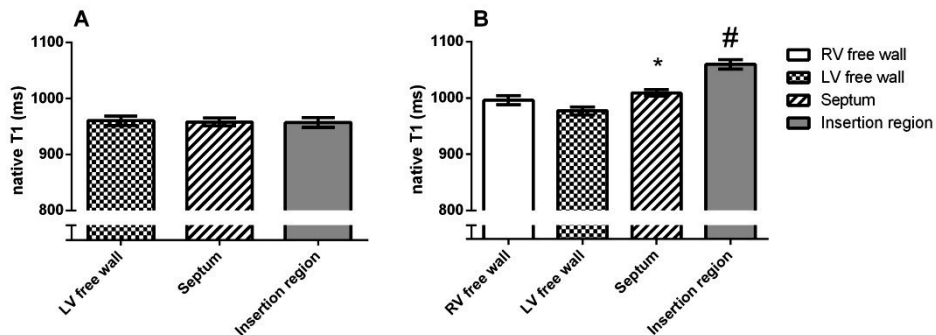 A
1100
1000
900
800
native T1 (ms)
LV free wall
Septum
Insertion region
B
1100
1000
900
800
native T1 (ms)
*
#
RV free wall
LV free wall
Septum
Insertion region
RV free wall
LV free wall
Septum
Insertion region